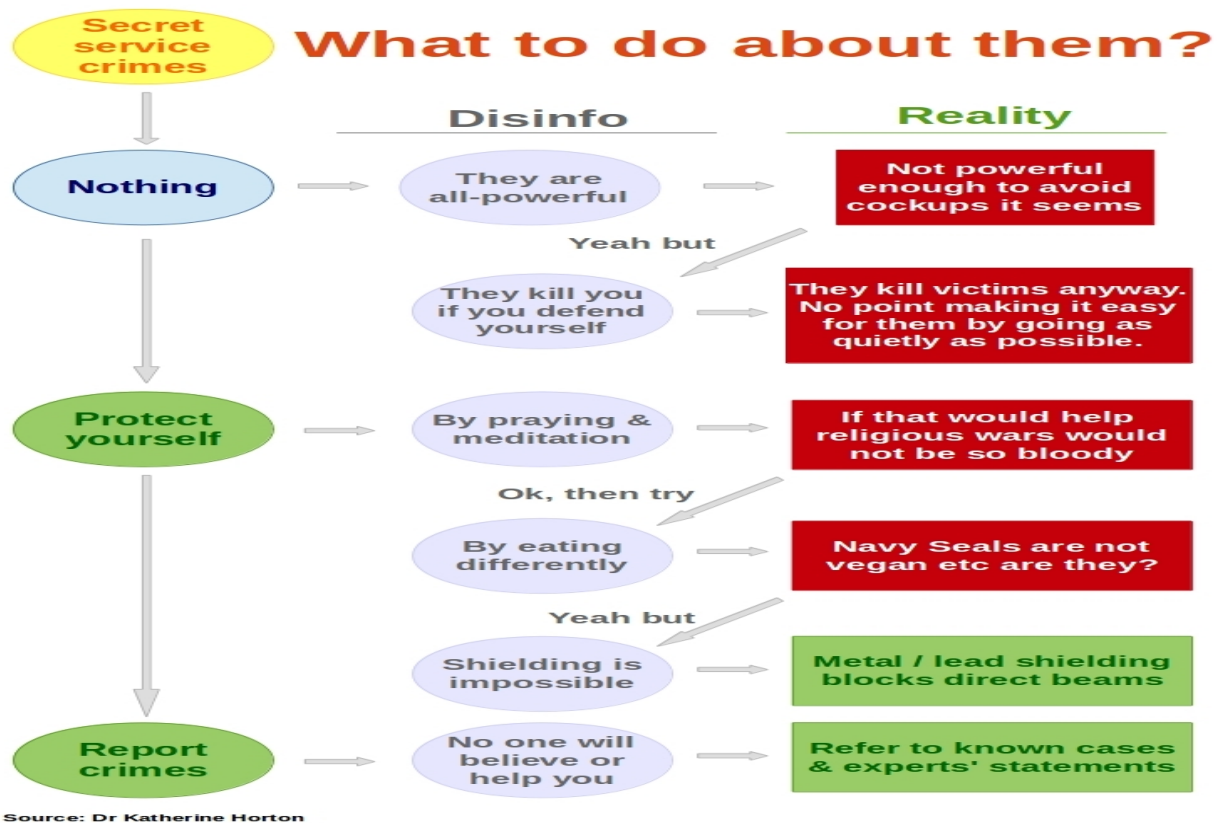 Secret
service
crimes
What to do about them?
Disinfo
Reality
Nothing
They are
all-powerful
Not powerful
enough to avoid
cockups it seems
Yeah but
They kill you
if you defend
yourself
They kill victims anyway.
No point making it easy
for them by going as
quietly as possible.
Protect
yourself
By praying &
meditation
If that would help
religious wars would
not be so bloody
Ok, then try
By eating
differently
Navy Seals are not
vegan etc are they?
Yeah but
Shielding is
impossible
Metal / lead shielding
blocks direct beams
Report
crimes
No one will
believe or
help you
Refer to known cases
& experts' statements
Source: Dr Katherine Horton